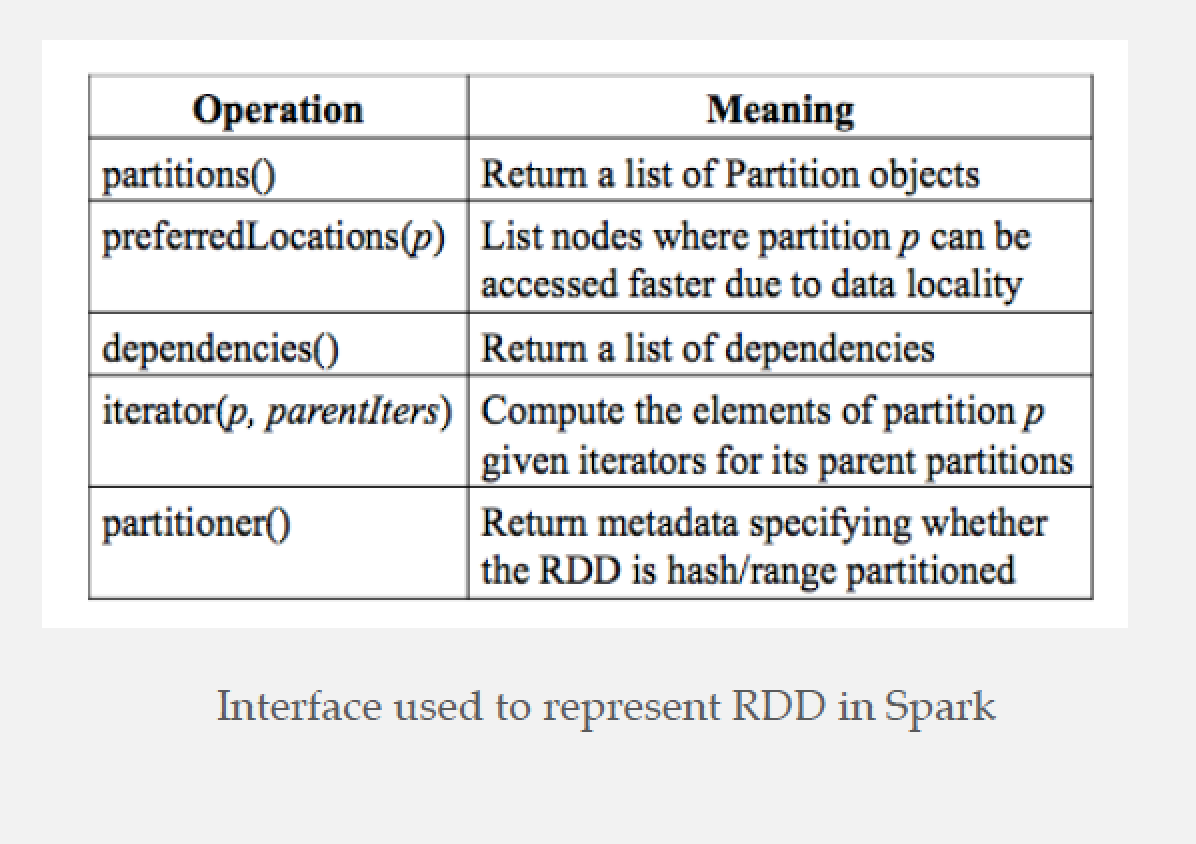 Operation Meaning
partitions() Return a list of Partition objects
preferredLocations(p) List nodes where partition p can be
accessed faster due to data locality
dependencies() Return a list of dependencies
iterator(p, parentIters) Compute the elements of partition p
given iterators for its parent partitions
partitioner() Return metadata specifying whether
the RDD is hash/range partitioned
Interface used to represent RDD in Spark